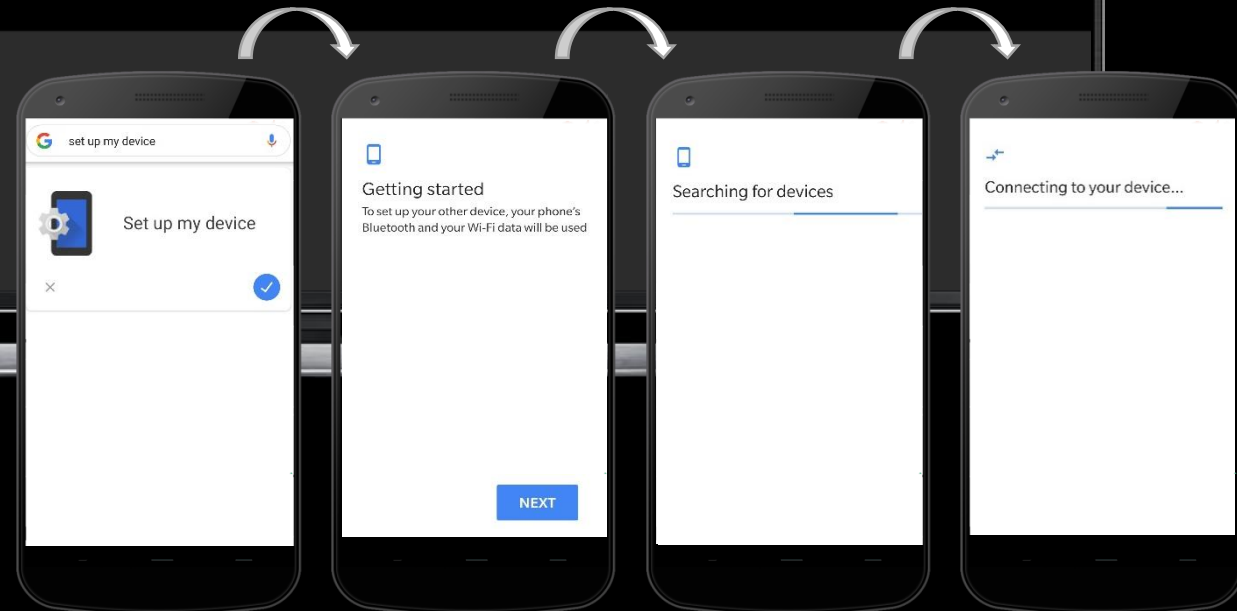 set up my device
Set up my device
Getting started
To set up your other device, your phone's
Bluetooth and your Wi-Fi data will be used
NEXT
Searching for devices
Connecting to your device...